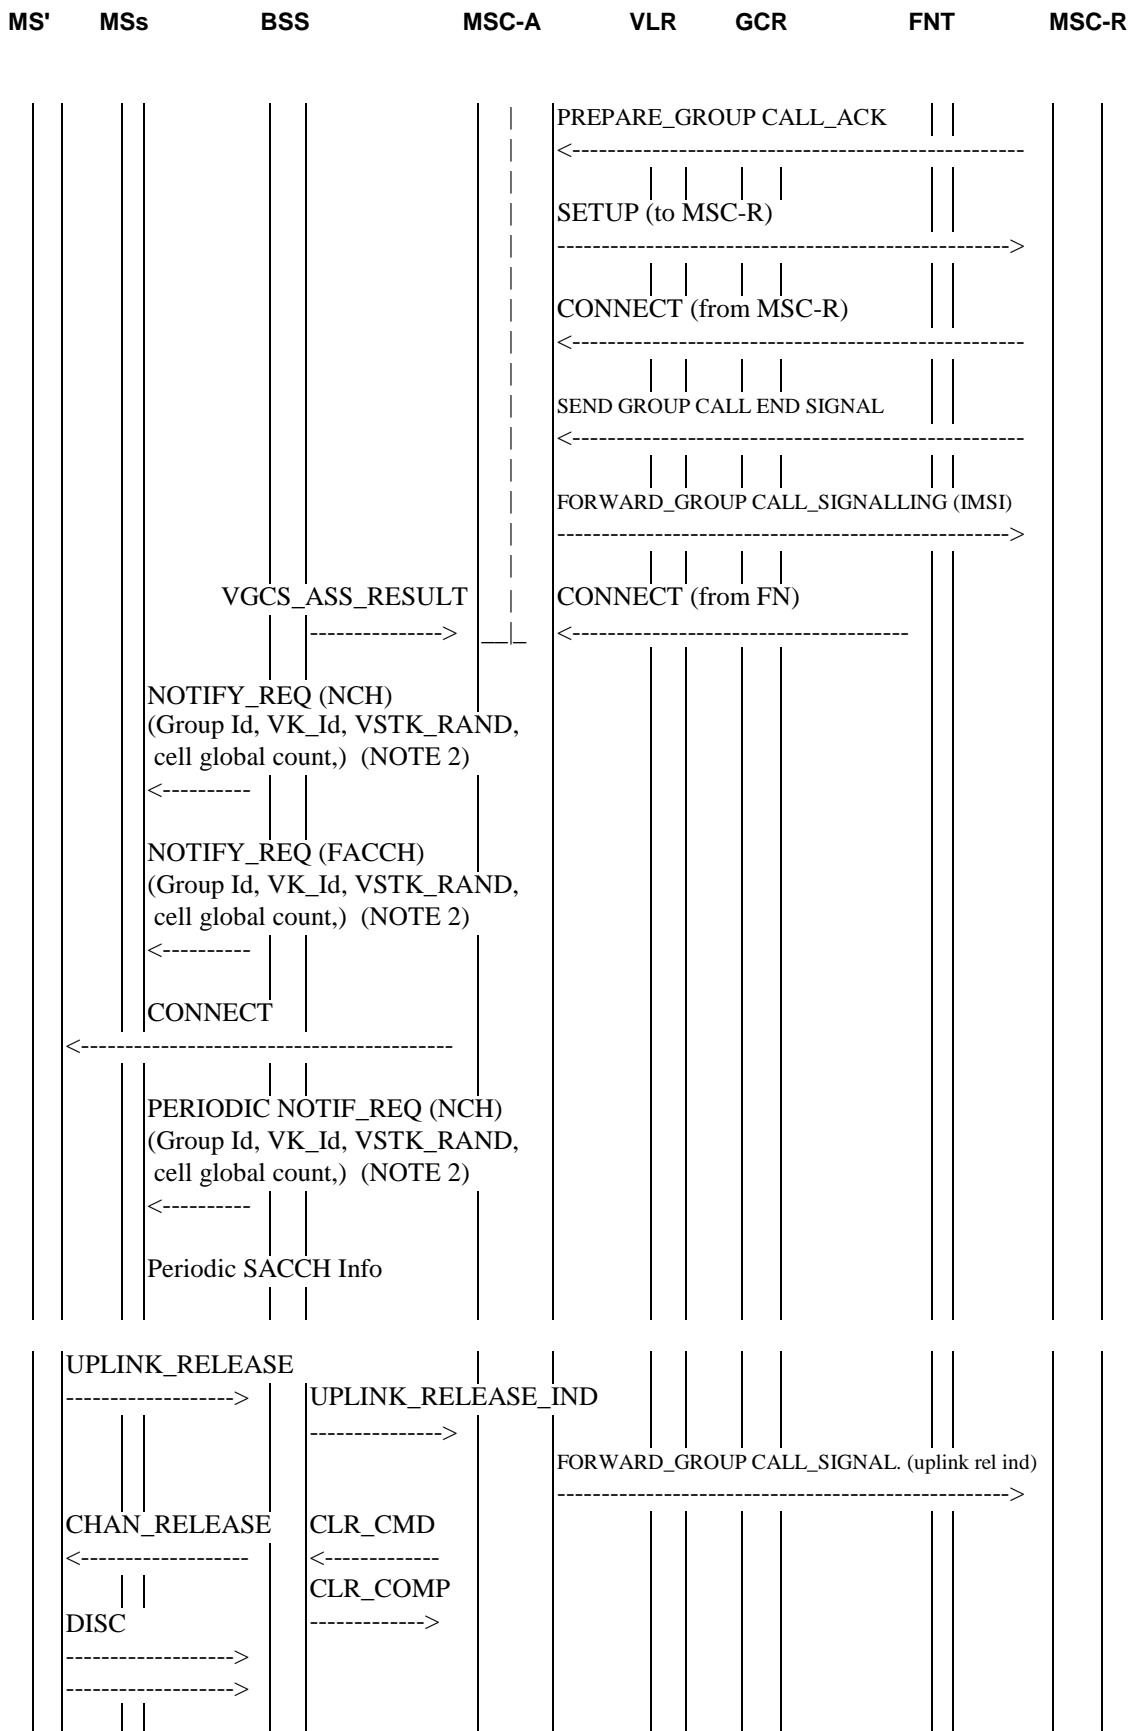 MS' MSs BSS MSC-A VLR GCR FNT MSC-R
PREPARE_GROUP CALL_ACK
<---------------------------------------------------
SETUP (to MSC-R)
--------------------------------------------------->
CONNECT (from MSC-R)
<---------------------------------------------------
SEND GROUP CALL END SIGNAL
<---------------------------------------------------
FORWARD_GROUP CALL_SIGNALLING (IMSI)
--------------------------------------------------->
VGCS_ASS_RESULT CONNECT (from FN)
---------------> __|_ <--------------------------------------
NOTIFY_REQ (NCH)
(Group Id, VK_Id, VSTK_RAND,
cell global count,) (NOTE 2)
<----------
NOTIFY_REQ (FACCH)
(Group Id, VK_Id, VSTK_RAND,
cell global count,) (NOTE 2)
<----------
CONNECT
<------------------------------------------
PERIODIC NOTIF_REQ (NCH)
(Group Id, VK_Id, VSTK_RAND,
cell global count,) (NOTE 2)
<----------
Periodic SACCH Info
UPLINK_RELEASE
-------------------> UPLINK_RELEASE_IND
--------------->
FORWARD_GROUP CALL_SIGNAL. (uplink rel ind)
--------------------------------------------------->
CHAN_RELEASE CLR_CMD
<------------------- <-------------
CLR_COMP
DISC ------------->
------------------->
------------------->